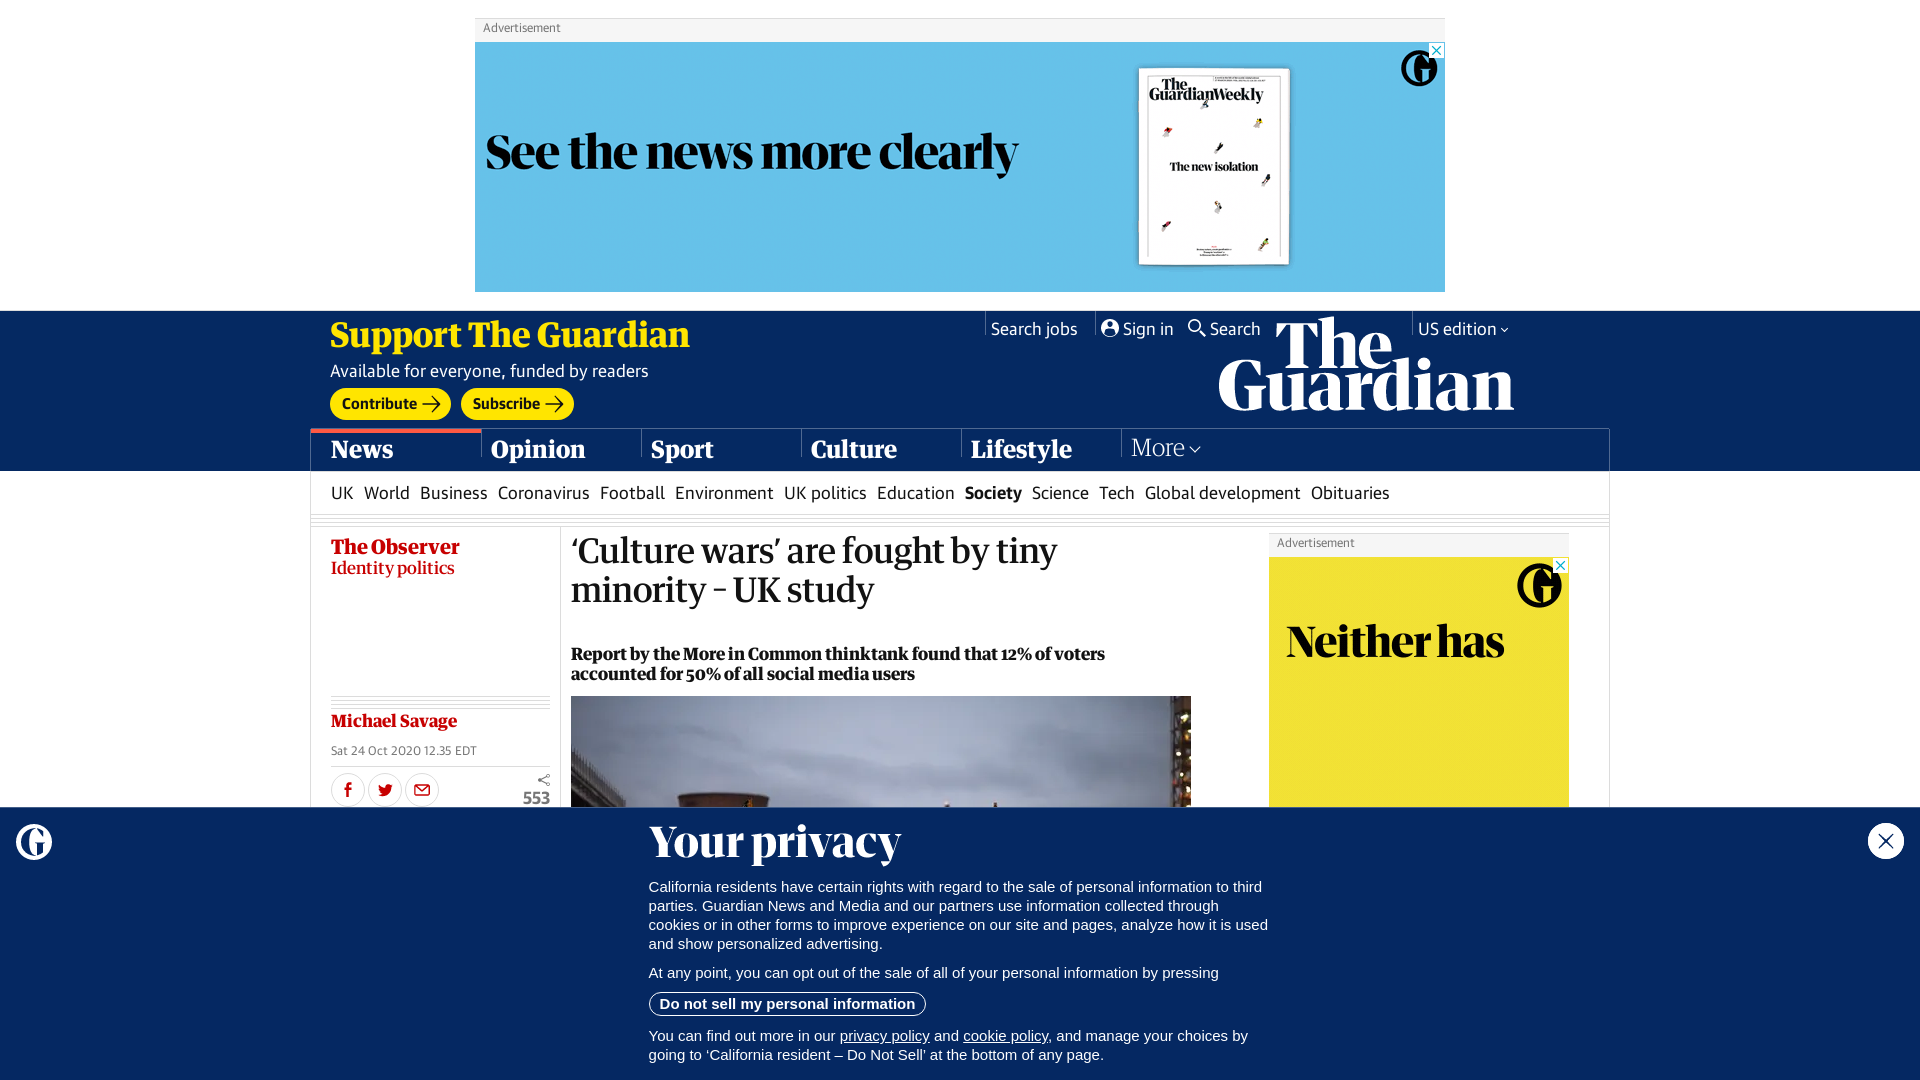 Advertisement
See the news more clearly
The
GuardianWeekly
The new isolation
Support The Guardian
Available for everyone, funded by readers
Contribute
Subscribe
Search jobs
Sign in
Search
US edition
The
Guardian
News
Opinion
Sport
Culture
Lifestyle
More
UK World Business Coronavirus Football Environment UK politics Education Society Science Tech Global development Obituaries
The Observer
Identity politics
‘Culture wars’ are fought by tiny
minority – UK study
Report by the More in Common thinktank found that 12% of voters
accounted for 50% of all social media users
Michael Savage
Sat 24 Oct 2020 12.35 EDT
553
Advertisement
Neither has
Your privacy
California residents have certain rights with regard to the sale of personal information to third
parties. Guardian News and Media and our partners use information collected through
cookies or in other forms to improve experience on our site and pages, analyze how it is used
and show personalized advertising.
At any point, you can opt out of the sale of all of your personal information by pressing
Do not sell my personal information
You can find out more in our privacy policy and cookie policy, and manage your choices by
going to ‘California resident – Do Not Sell’ at the bottom of any page.